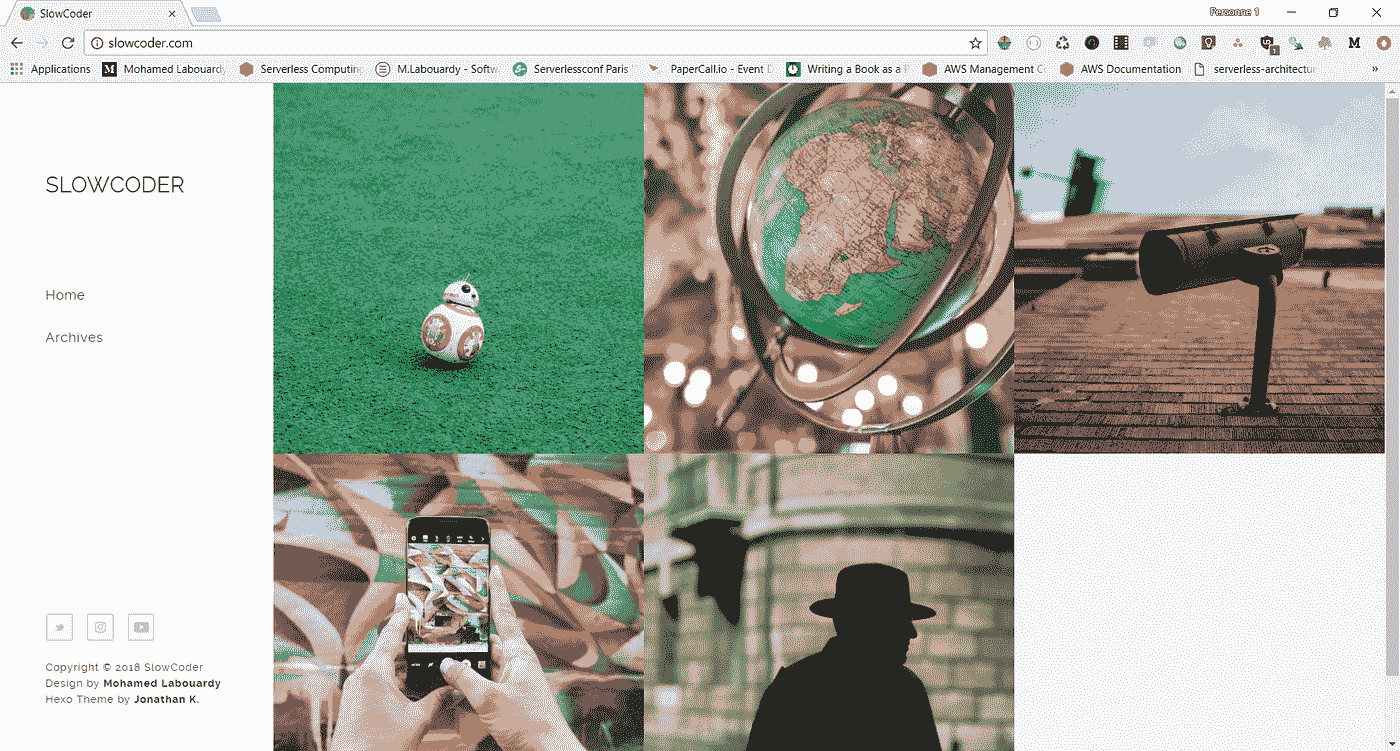 SlowCoder
Personne 1
slowcoder.com
Applications
Mohamed Labouardy
Serverless Computing
M.Labouardy - Softw
Serverlessconf Paris
PaperCall.io - Event D
Writing a Book as a P
AWS Management Co
AWS Documentation
serverless-architectur
»
SLOWCODER
Home
Archives
Copyright © 2018 SlowCoder.
Design by Mohamed Labouardy
Hexo Theme by Jonathan K.